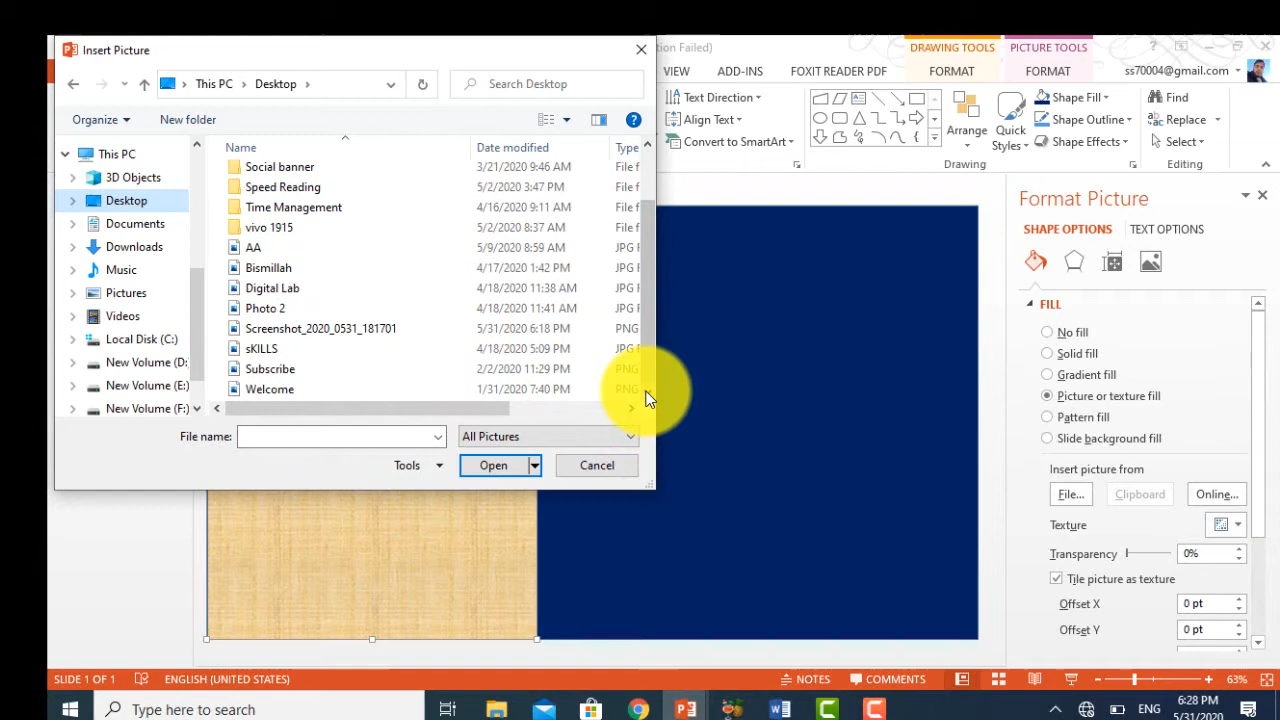 Insert Picture
ion Failed)
DRAWING TOOLS
PICTURE TOOLS
This PC
Desktop
Search Desktop
VIEW
ADD-INS
FOXIT READER PDF
FORMAT
FORMAT
ss70004@gmail.com
Organize
New folder
Text Direction
Align Text
Convert to SmartArt
Arrange
Quick
Styles
Shape Fill
Shape Outline
Shape Effects
Drawing
Find
Replace
Select
Editing
This PC
3D Objects
Desktop
Documents
Downloads
Music
Pictures
Videos
Local Disk (C:)
New Volume (D:
New Volume (E:)
New Volume (F:)
Name Date modified Type
Social banner 3/21/2020 9:46 AM File f
Speed Reading 5/2/2020 3:47 PM File f
Time Management 4/16/2020 9:11 AM File f
vivo 1915 5/2/2020 8:37 AM File f
AA 5/9/2020 8:59 AM JPG F
Bismillah 4/17/2020 1:42 PM JPG F
Digital Lab 4/18/2020 11:38 AM JPG F
Photo 2 4/18/2020 11:41 AM JPG F
Screenshot_2020_0531_181701 5/31/2020 6:18 PM PNG
sKILLS 4/18/2020 5:09 PM JPG F
Subscribe 2/2/2020 11:29 PM PNG
Welcome 1/31/2020 7:40 PM PNG
File name:
All Pictures
Tools
Open
Cancel
Format Picture
SHAPE OPTIONS
TEXT OPTIONS
FILL
No fill
Solid fill
Gradient fill
Picture or texture fill
Pattern fill
Slide background fill
Insert picture from
File...
Clipboard
Online...
Texture
Transparency
0%
Tile picture as texture
Offset X
0 pt
Offset Y
0 pt
SLIDE 1 OF 1
ENGLISH (UNITED STATES)
NOTES
COMMENTS
63%
Type here to search
ENG
6:28 PM
5/31/2020